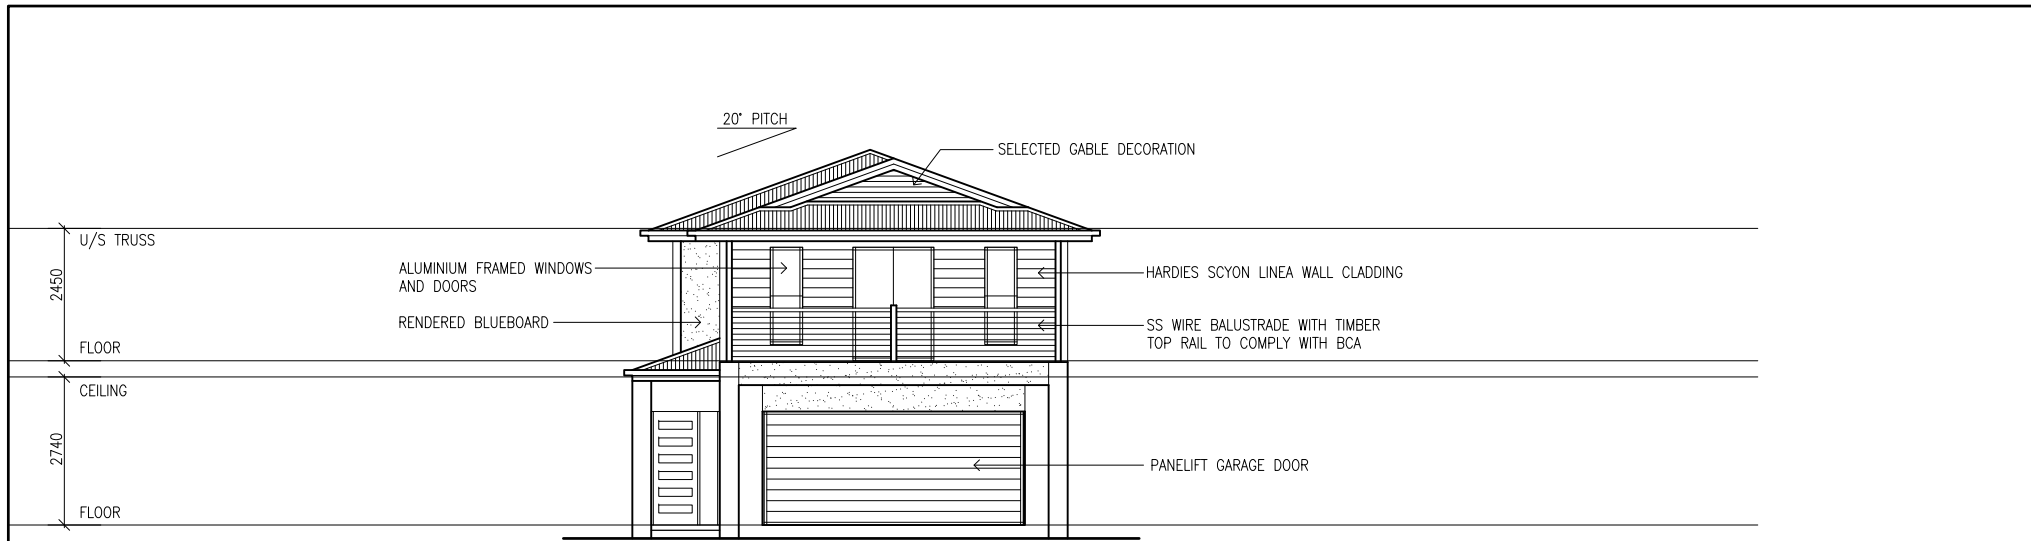 20° PITCH
SELECTED GABLE DECORATION
U/S TRUSS
2450
ALUMINIUM FRAMED WINDOWS
AND DOORS
HARDIES SCYON LINEA WALL CLADDING
RENDERED BLUEBOARD
SS WIRE BALUSTRADE WITH TIMBER
TOP RAIL TO COMPLY WITH BCA
FLOOR
CEILING
2740
PANELIFT GARAGE DOOR
FLOOR